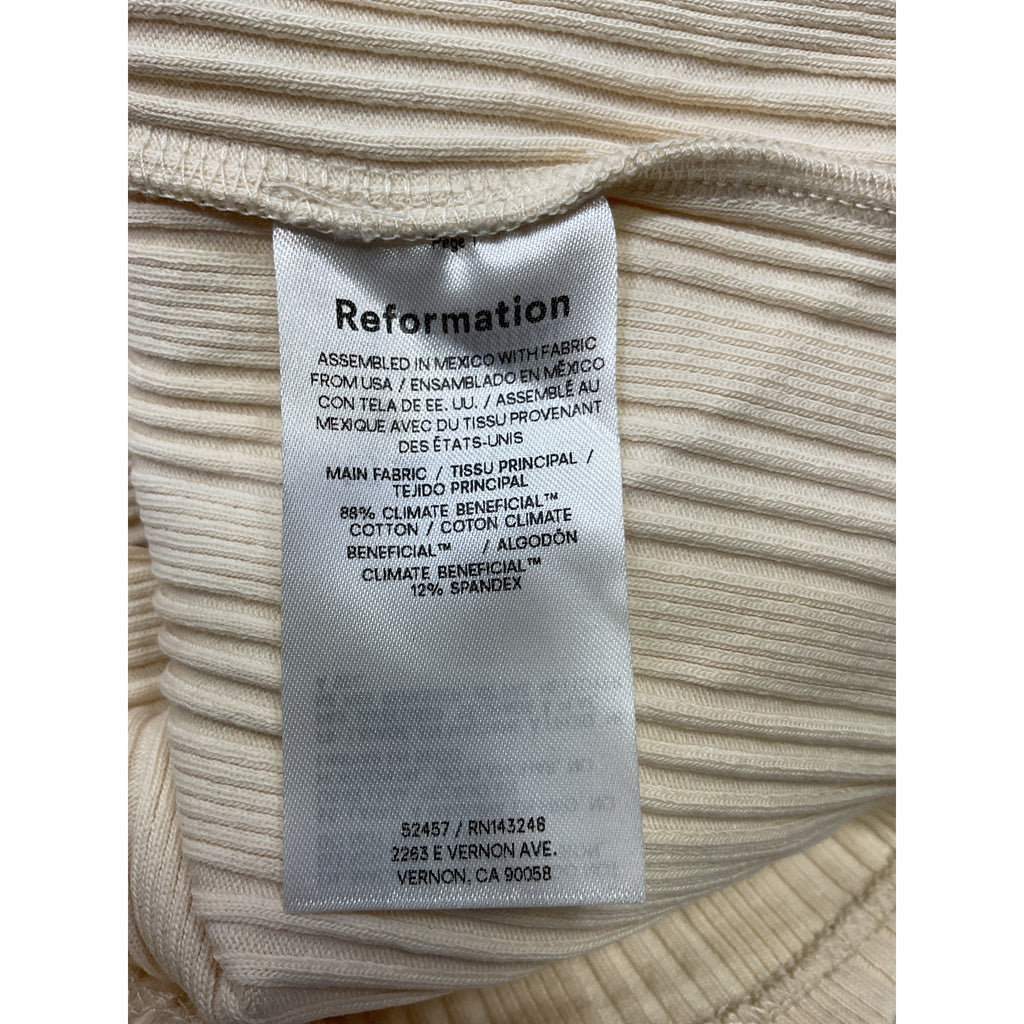 Page 1
Reformation
ASSEMBLED IN MEXICO WITH FABRIC
FROM USA / ENSAMBLADO EN MÉXICO
CON TELA DE EE. UU. / ASSEMBLÉ AU
MEXIQUE AVEC DU TISSU PROVENANT
DES ÉTATS-UNIS
MAIN FABRIC / TISSU PRINCIPAL /
TEJIDO PRINCIPAL
88% CLIMATE BENEFICIAL™
COTTON / COTON CLIMATE
BENEFICIAL™ / ALGODÓN
CLIMATE BENEFICIAL™
12% SPANDEX
52457 / RN143248
2263 E VERNON AVE.
VERNON, CA 90058